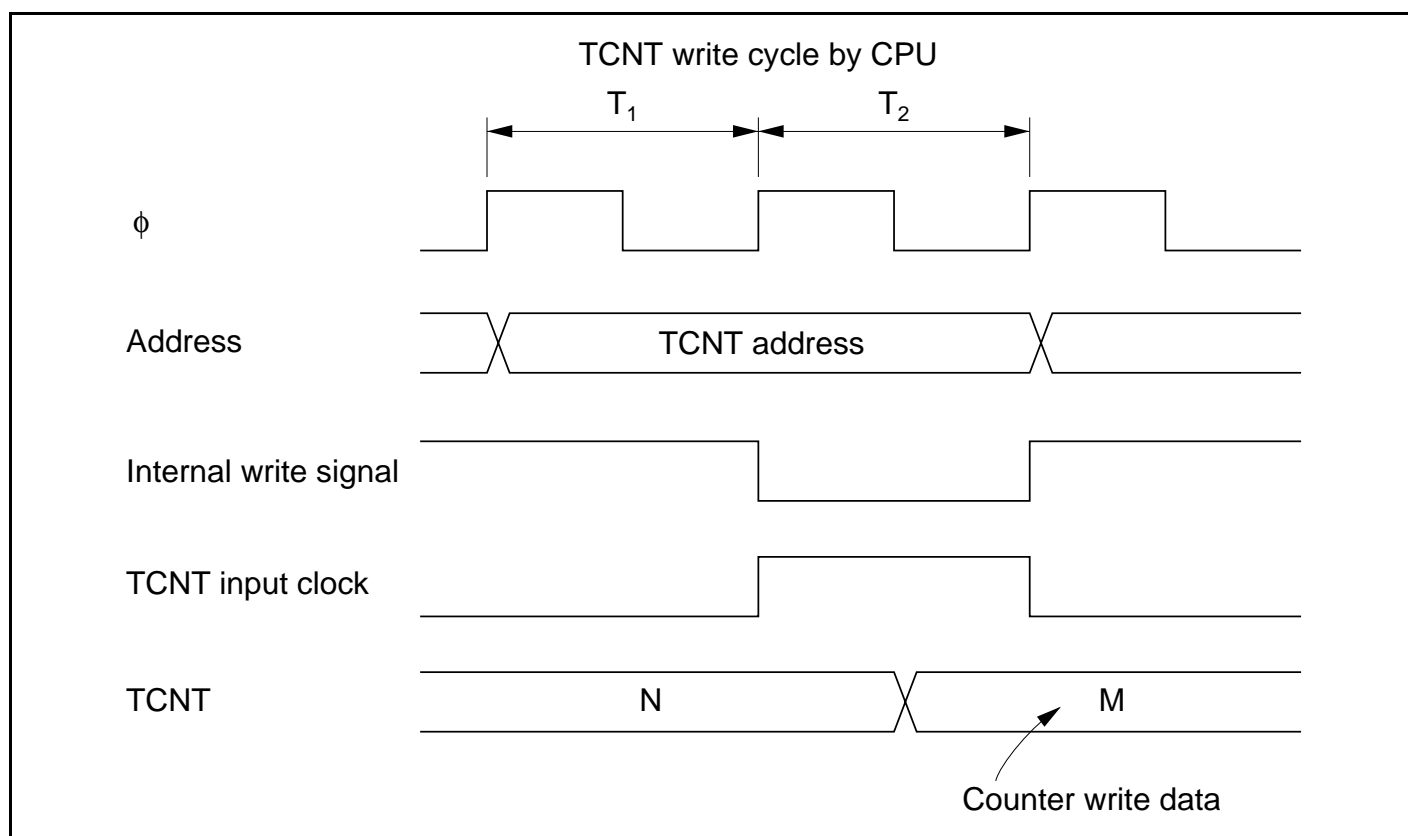 TCNT write cycle by CPU
T₁ T₂
ϕ
Address TCNT address
Internal write signal
TCNT input clock
TCNT N M
Counter write data